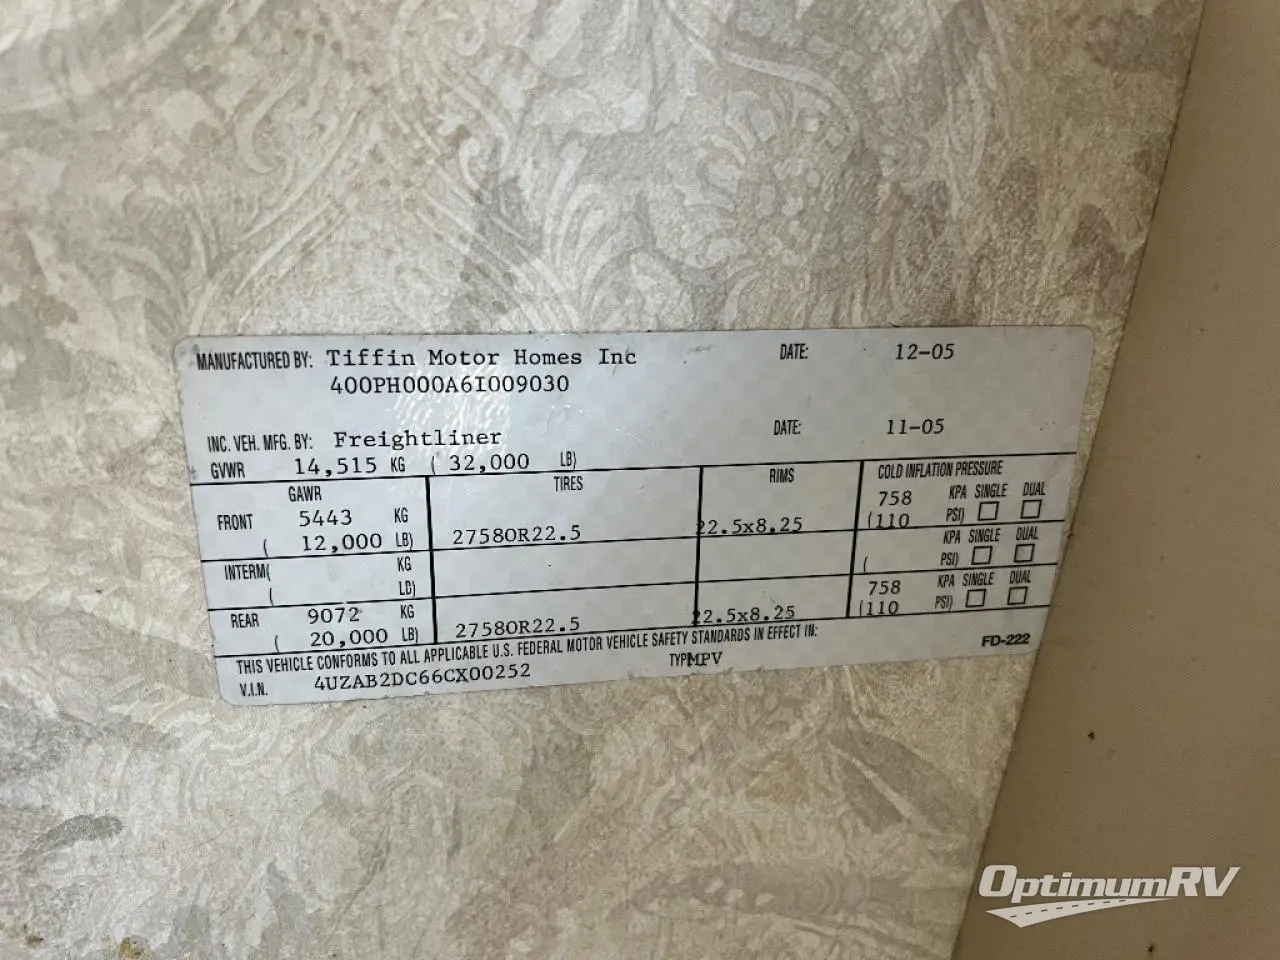 MANUFACTURED BY: Tiffin Motor Homes Inc DATE: 12-05
400PH000A6I009030
INC. VEH. MFG. BY: Freightliner DATE: 11-05
GVWR 14,515 KG ( 32,000 LB)
GAWR TIRES RIMS COLD INFLATION PRESSURE
FRONT 5443 KG 27580R22.5 22.5x8.25 758 KPA SINGLE DUAL
( 12,000 LB) (110 PSI)
INTERM( KG KPA SINGLE DUAL
( LB) ( PSI)
REAR 9072 KG 27580R22.5 22.5x8.25 758 KPA SINGLE DUAL
( 20,000 LB) (110 PSI)
THIS VEHICLE CONFORMS TO ALL APPLICABLE U.S. FEDERAL MOTOR VEHICLE SAFETY STANDARDS IN EFFECT IN: FD-222
V.I.N. 4UZAB2DC66CX00252 TYPMPV
OptimumRV